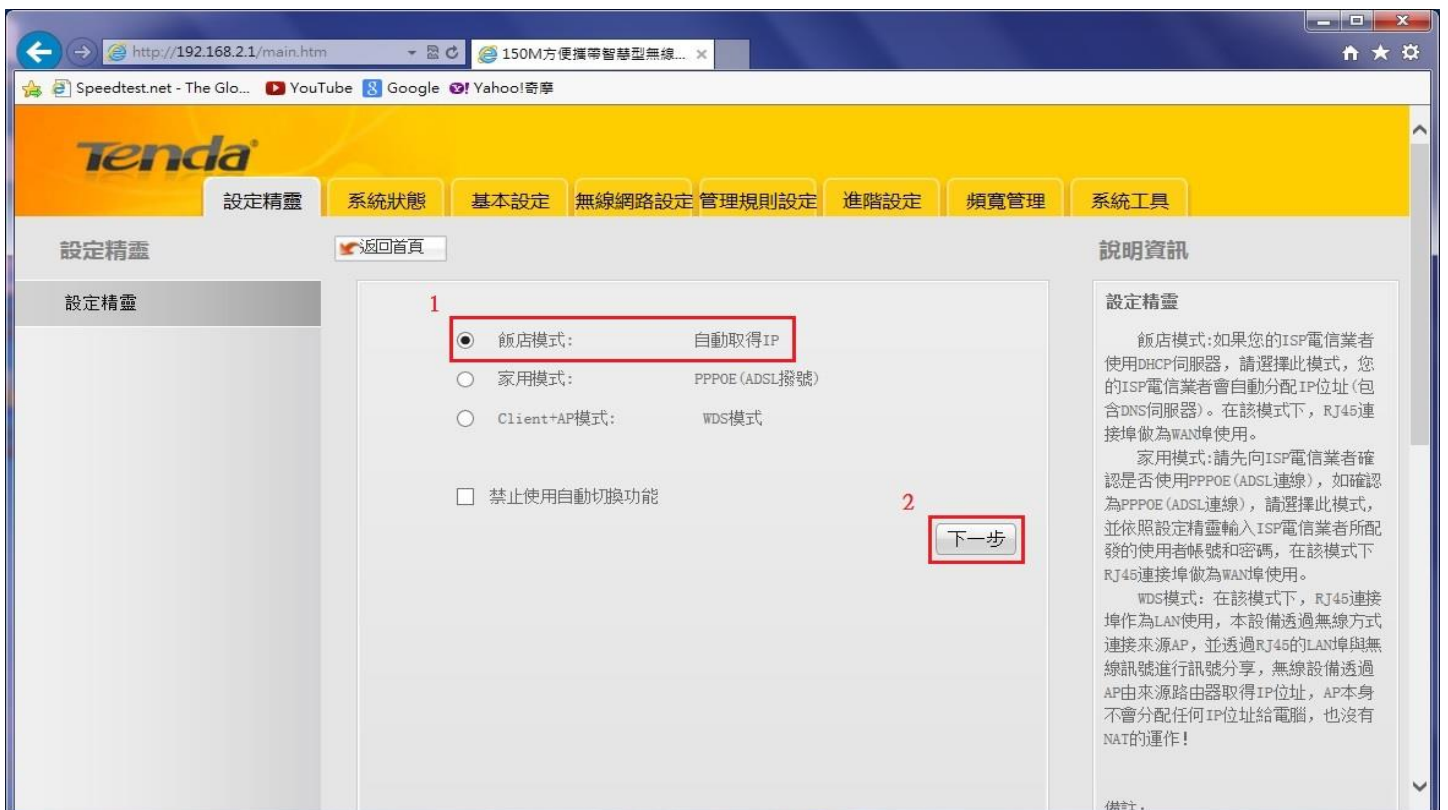 http://192.168.2.1/main.htm
150M方便攜帶智慧型無線...
Speedtest.net - The Glo... YouTube Google Yahoo!奇摩
Tenda
設定精靈 系統狀態 基本設定 無線網路設定 管理規則設定 進階設定 頻寬管理 系統工具
設定精靈
設定精靈
返回首頁
1
飯店模式: 自動取得IP
家用模式: PPPOE(ADSL撥號)
Client+AP模式: WDS模式
禁止使用自動切換功能
2
下一步
說明資訊
設定精靈
飯店模式:如果您的ISP電信業者
使用DHCP伺服器，請選擇此模式，您
的ISP電信業者會自動分配IP位址(包
含DNS伺服器)。在該模式下，RJ45連
接埠做為WAN埠使用。
家用模式:請先向ISP電信業者確
認是否使用PPPOE(ADSL連線)，如確認
為PPPOE(ADSL連線)，請選擇此模式，
並依照設定精靈輸入ISP電信業者所配
發的使用者帳號和密碼，在該模式下
RJ45連接埠做為WAN埠使用。
WDS模式: 在該模式下，RJ45連接
埠作為LAN使用，本設備透過無線方式
連接來源AP，並透過RJ45的LAN埠與無
線訊號進行訊號分享，無線設備透過
AP由來源路由器取得IP位址，AP本身
不會分配任何IP位址給電腦，也沒有
NAT的運作!
備註: